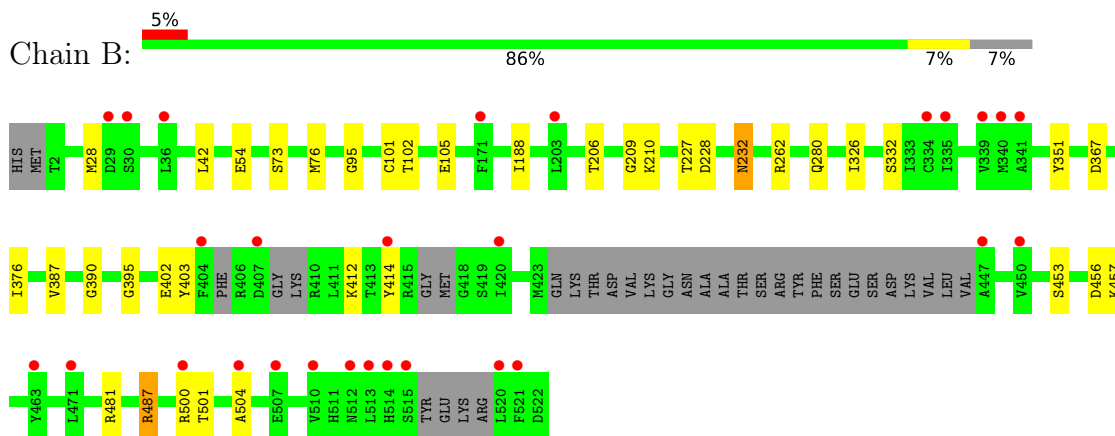 5%
Chain B:
86% 7% 7%
HIS MET T2 M28 D29 S30 L36 L42 E54 S73 M76 G95 C101 T102 E105 F171 I188 L203 T206 G209 K210 T227 D228 N232 R262 Q280 I326 S332 I333 C334 I335 V339 M340 A341 Y351 D367
I376 V387 G390 G395 E402 Y403 F404 PHE R406 D407 GLY LYS R410 L411 K412 T413 Y414 R415 GLY MET G418 S419 I420 M423 GLN LYS THR ASP VAL LYS GLY ASN ALA ALA THR SER ARG TYR PHE SER GLU SER ASP LYS VAL LEU VAL A447 V450 S453 D456 K457
Y463 L471 R481 R487 R500 T501 A504 E507 V510 H511 N512 L513 H514 S515 TYR GLU LYS ARG L520 F521 D522